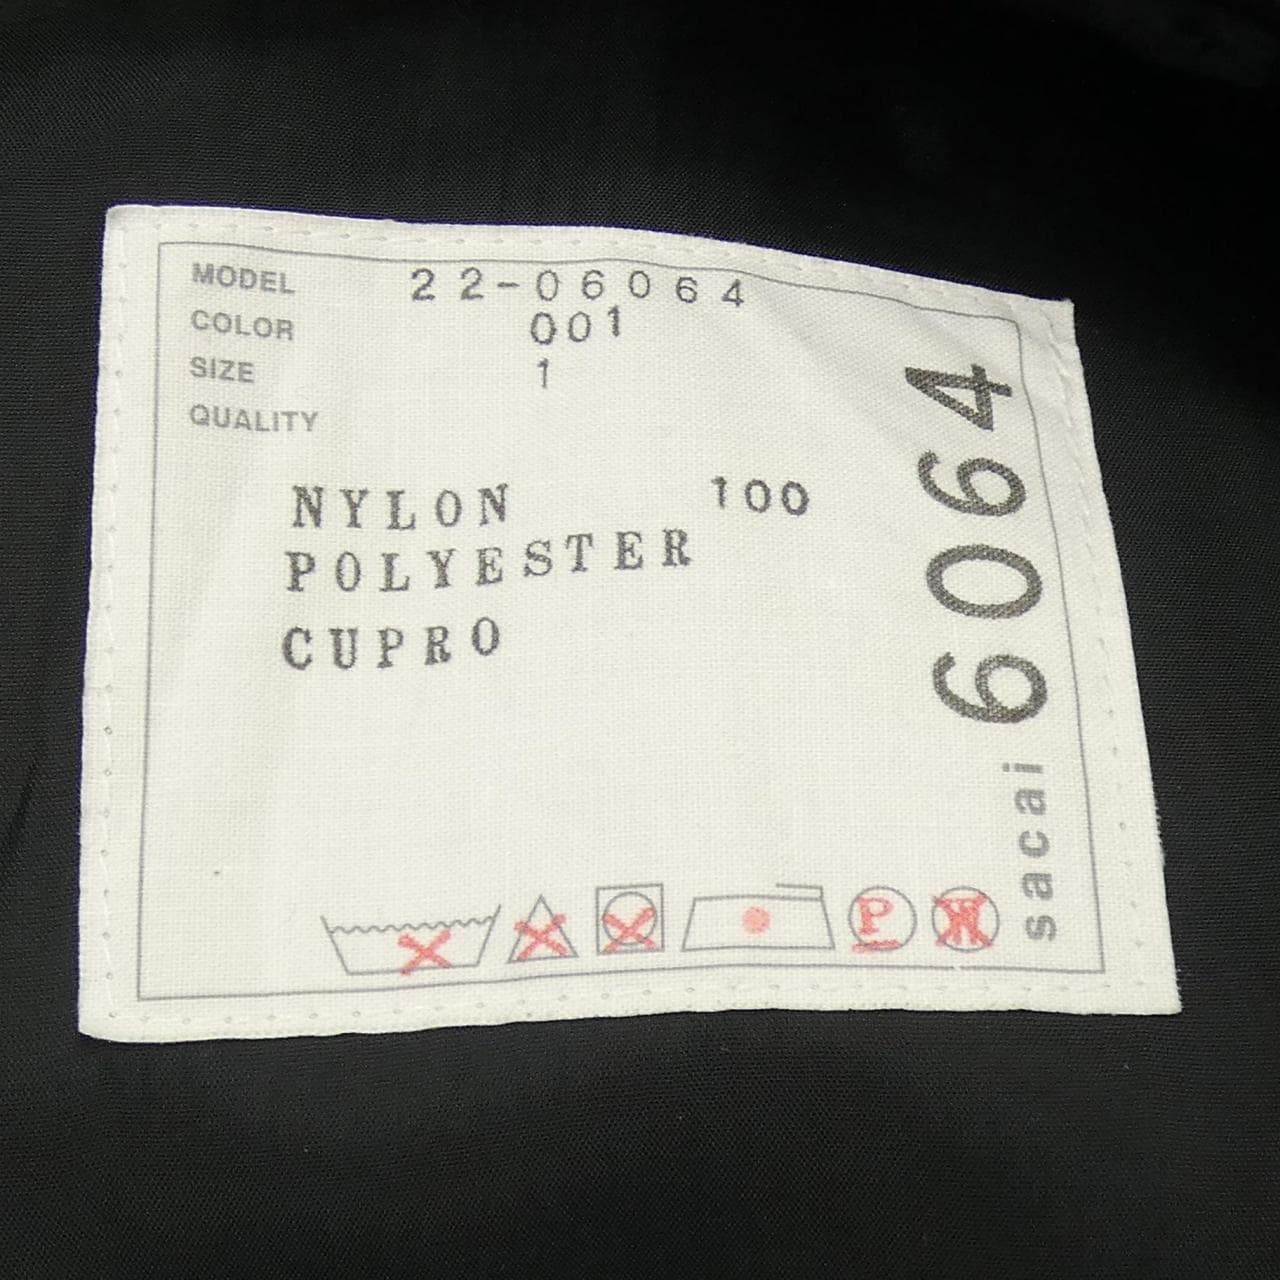 MODEL 22-06064
COLOR 001
SIZE 1
QUALITY
NYLON 100
POLYESTER
CUPRO
sacai 6064
P
W